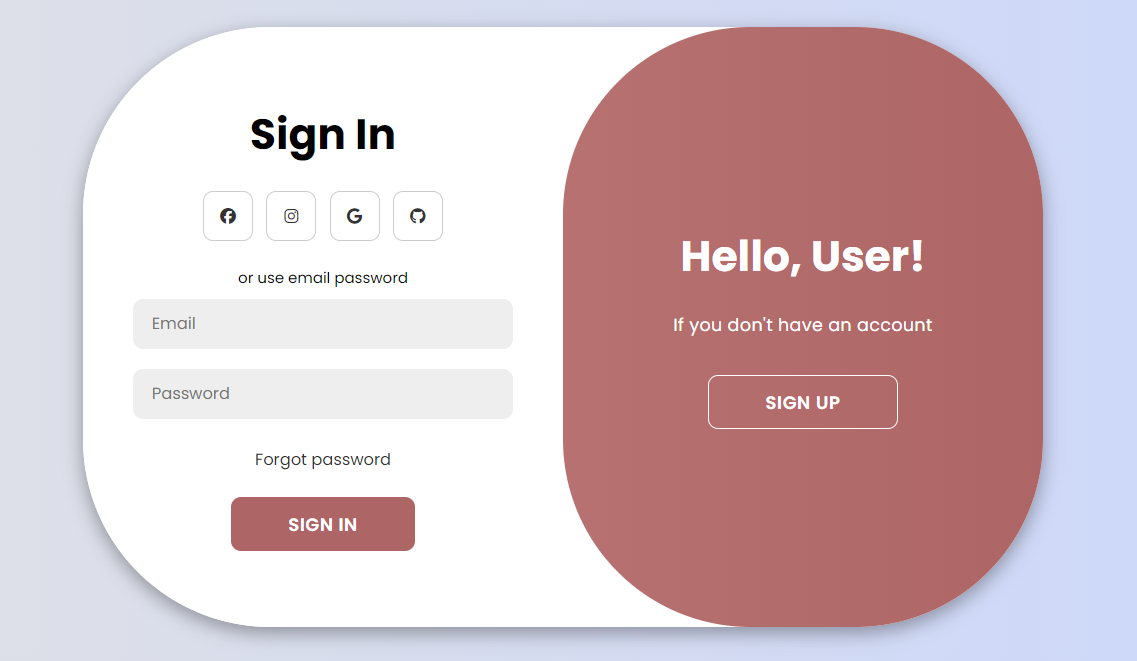 Sign In
or use email password
Email
Password
Forgot password
SIGN IN
Hello, User!
If you don't have an account
SIGN UP